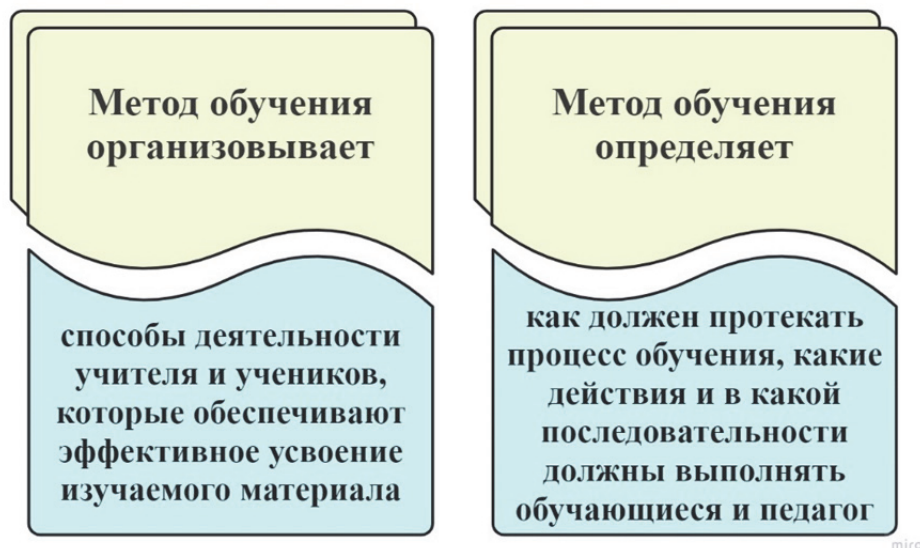 Метод обучения
организовывает
способы деятельности
учителя и учеников,
которые обеспечивают
эффективное усвоение
изучаемого материала
Метод обучения
определяет
как должен протекать
процесс обучения, какие
действия и в какой
последовательности
должны выполнять
обучающиеся и педагог